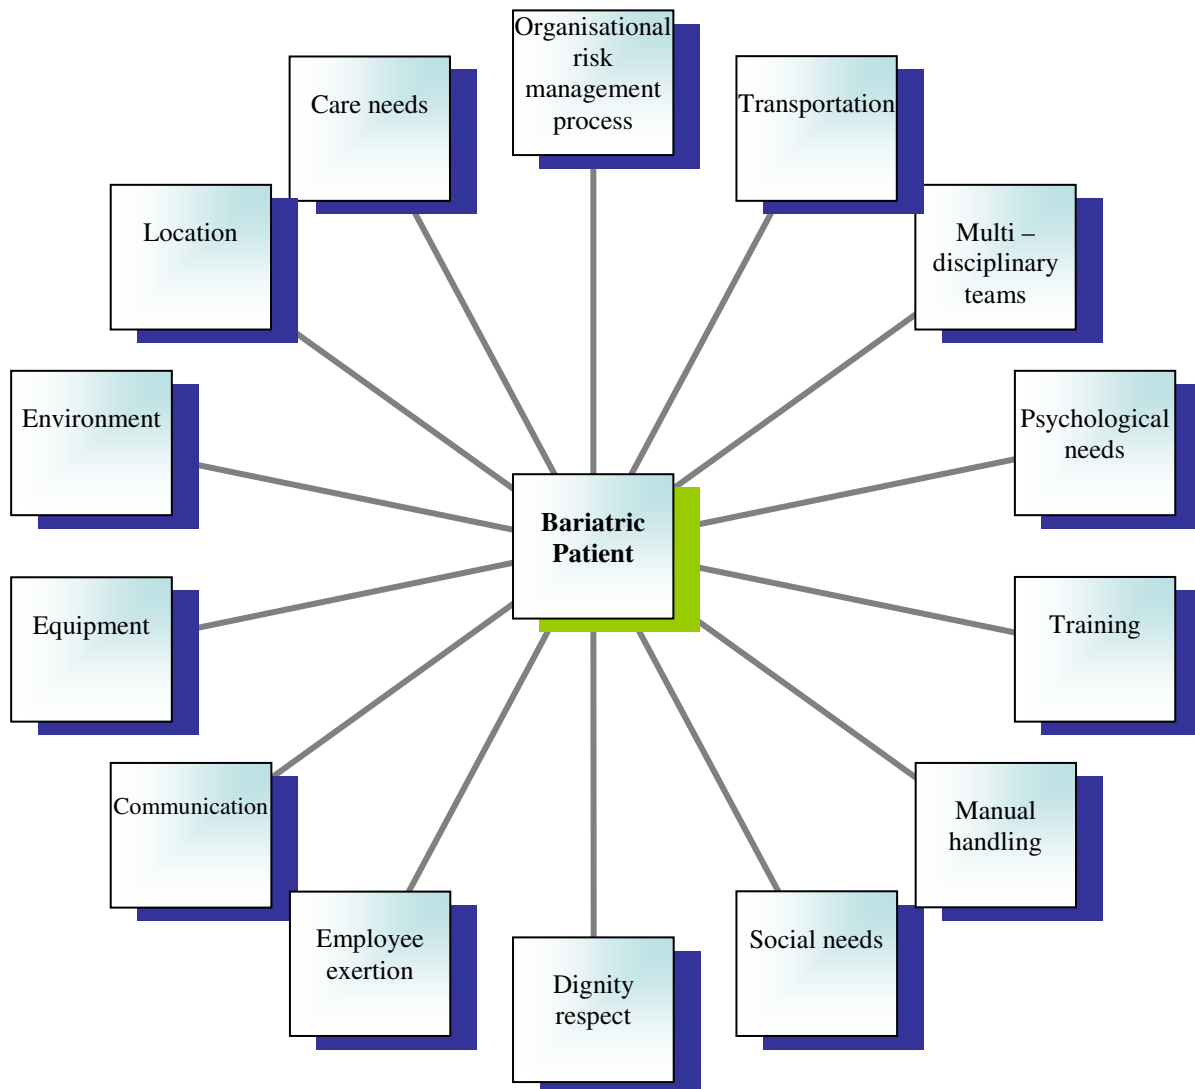 Organisational
risk
management
process
Care needs
Transportation
Location
Multi –
disciplinary
teams
Environment
Psychological
needs
Bariatric
Patient
Equipment
Training
Communication
Manual
handling
Employee
exertion
Social needs
Dignity
respect